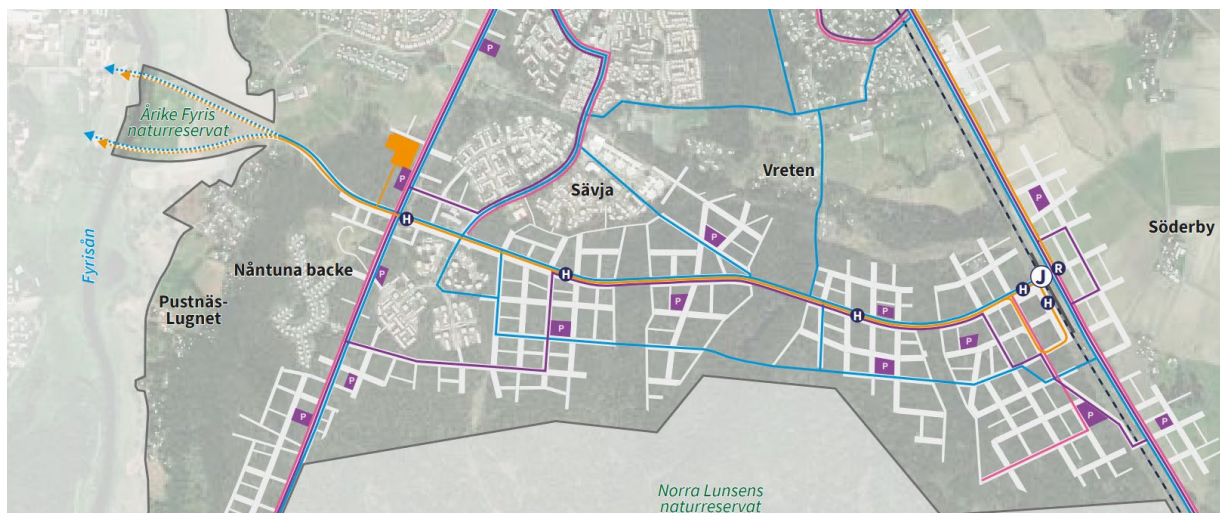 P
Årike Fyris
naturreservat
Vreten
P
Sävja
P
Söderby
Fyrisån
H
P
Nåntuna backe
P
H
R
J
H
H
Pustnäs-
Lugnet
P
P
H
P
P
P
P
P
P
P
P
Norra Lunsens
naturreservat